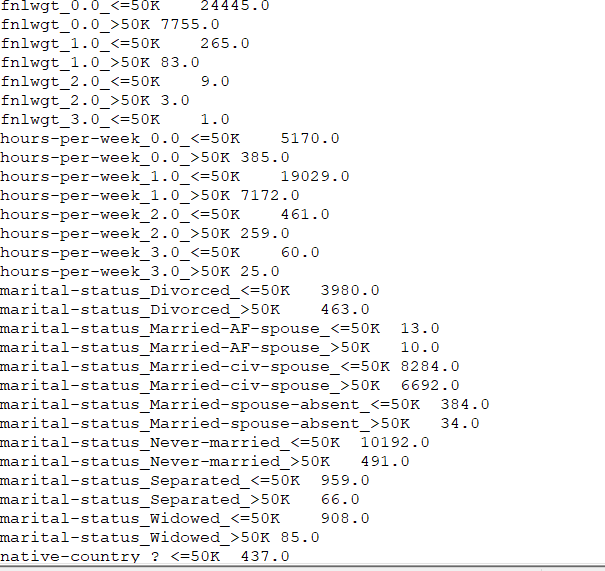 fnlwgt_0.0_<=50K	24445.0
fnlwgt_0.0_>50K	7755.0
fnlwgt_1.0_<=50K	265.0
fnlwgt_1.0_>50K	83.0
fnlwgt_2.0_<=50K	9.0
fnlwgt_2.0_>50K	3.0
fnlwgt_3.0_<=50K	1.0
hours-per-week_0.0_<=50K	5170.0
hours-per-week_0.0_>50K	385.0
hours-per-week_1.0_<=50K	19029.0
hours-per-week_1.0_>50K	7172.0
hours-per-week_2.0_<=50K	461.0
hours-per-week_2.0_>50K	259.0
hours-per-week_3.0_<=50K	60.0
hours-per-week_3.0_>50K	25.0
marital-status_Divorced_<=50K	3980.0
marital-status_Divorced_>50K	463.0
marital-status_Married-AF-spouse_<=50K	13.0
marital-status_Married-AF-spouse_>50K	10.0
marital-status_Married-civ-spouse_<=50K	8284.0
marital-status_Married-civ-spouse_>50K	6692.0
marital-status_Married-spouse-absent_<=50K	384.0
marital-status_Married-spouse-absent_>50K	34.0
marital-status_Never-married_<=50K	10192.0
marital-status_Never-married_>50K	491.0
marital-status_Separated_<=50K	959.0
marital-status_Separated_>50K	66.0
marital-status_Widowed_<=50K	908.0
marital-status_Widowed_>50K	85.0
native-country ? <=50K	437.0